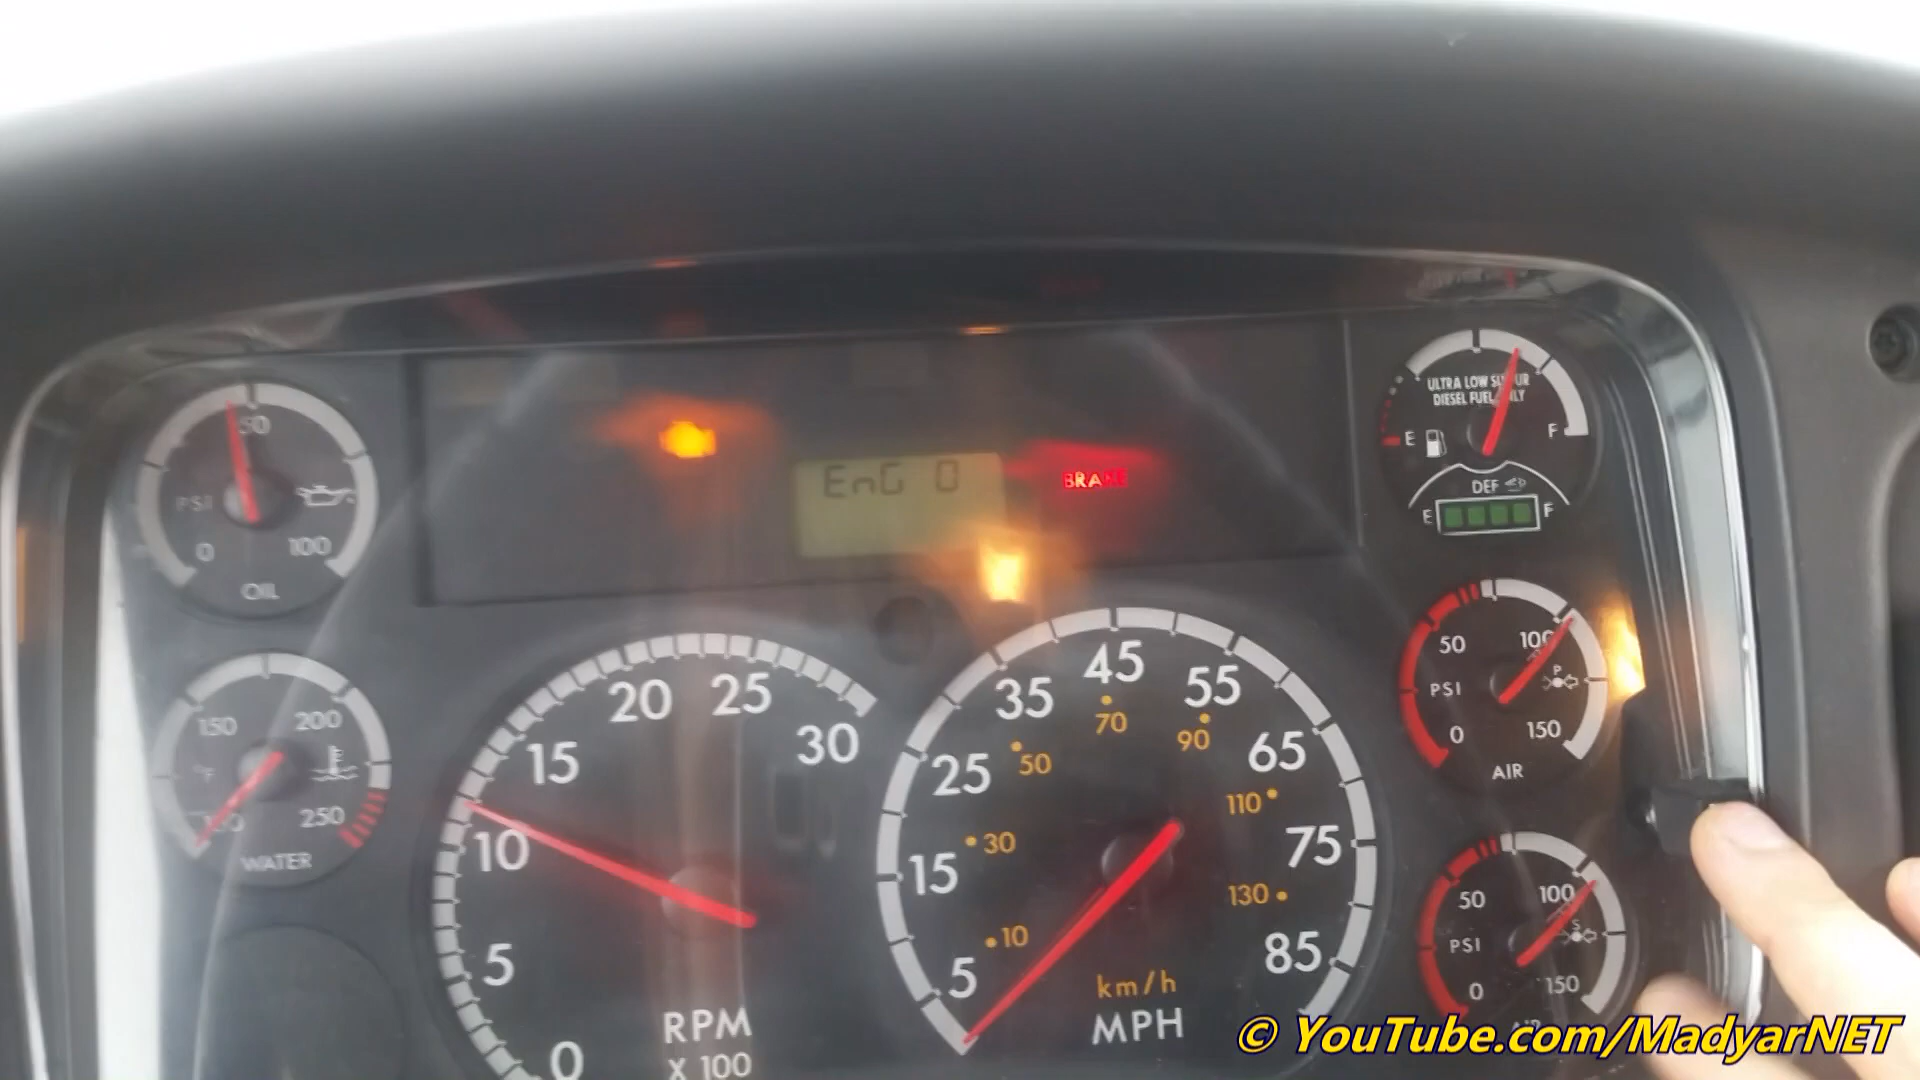 50
PSI
0
100
OIL
EnG 0
BRAKE
ULTRA LOW SULFUR
DIESEL FUEL ONLY
E
F
DEF
E
F
150
200
°F
250
WATER
0
5
10
15
20
25
30
RPM
X 100
5
15
25
35
45
55
65
75
85
10
30
50
70
90
110
130
km/h
MPH
50
100
PSI
P
0
150
AIR
50
100
PSI
S
0
150
AIR
© YouTube.com/MadyarNET